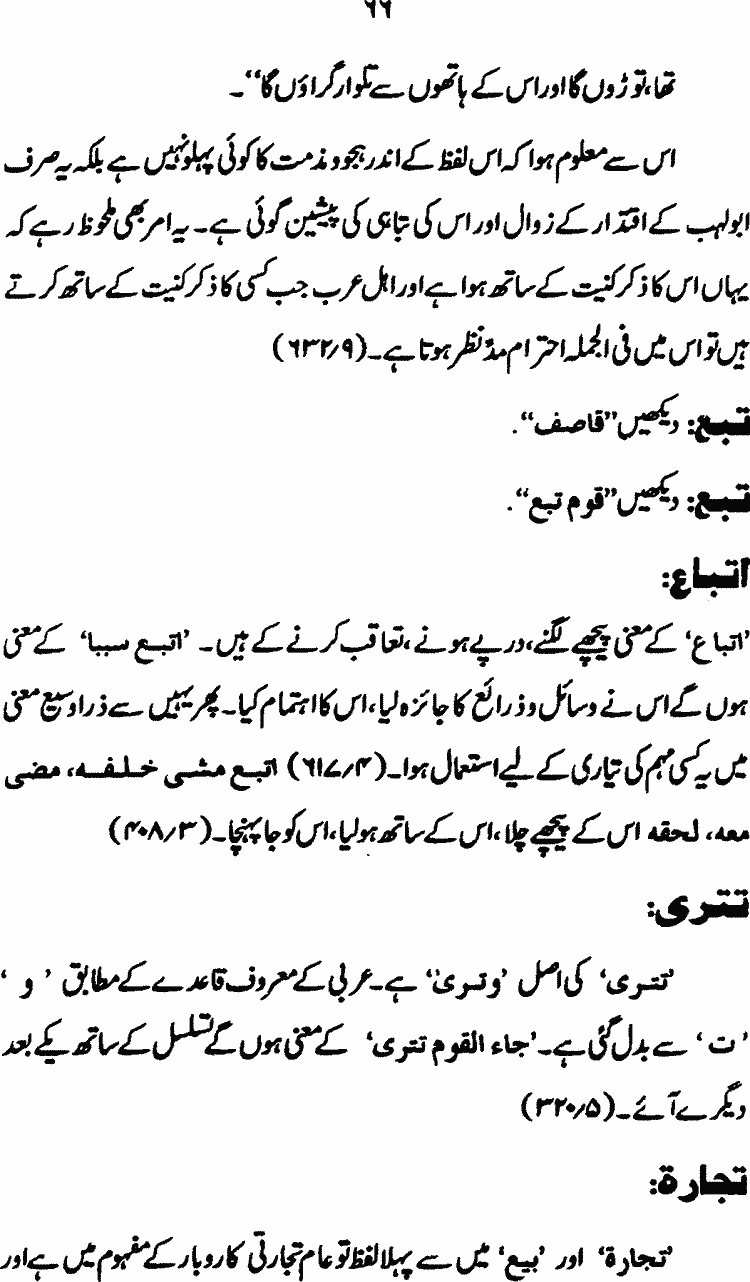 ۶۶
تھا، توڑوں گا اور اس کے ہاتھوں سے تلوار گراؤں گا‘‘۔
اس سے معلوم ہوا کہ اس لفظ کے اندر ہجو و مذمت کا کوئی پہلو نہیں ہے بلکہ یہ صرف
ابولہب کے اقتدار کے زوال اور اس کی تباہی کی پیشین گوئی ہے۔ یہ امر بھی ملحوظ رہے کہ
یہاں اس کا ذکر کنیت کے ساتھ ہوا ہے اور اہل عرب جب کسی کا ذکر کنیت کے ساتھ کرتے
ہیں تو اس میں فی الجملہ احترام مدّ نظر ہوتا ہے۔ (۶۳۲/۹)
تبع: دیکھیں ’’قاصف‘‘.
تبع: دیکھیں ’’قوم تبع‘‘.
اتباع:
’اتباع‘ کے معنی پیچھے لگنے، درپے ہونے، تعاقب کرنے کے ہیں۔ ’اتبع سببا‘ کے معنی
ہوں گے اس نے وسائل و ذرائع کا جائزہ لیا، اس کا اہتمام کیا۔ پھر یہیں سے ذرا وسیع معنی
میں یہ کسی مہم کی تیاری کے لیے استعمال ہوا۔ (۶۱۷/۴) اتبع مشی خلفه، مضی
معه، لحقه اس کے پیچھے چلا، اس کے ساتھ ہولیا، اس کو جا پہنچا۔ (۴۰۸/۳)
تتری:
’تتری‘ کی اصل ’وتریٰ‘ ہے۔ عربی کے معروف قاعدے کے مطابق ’ و ‘
’ ت ‘ سے بدل گئی ہے۔ ’جاء القوم تتری‘ کے معنی ہوں گے تسلسل کے ساتھ یکے بعد
دیگرے آئے۔ (۳۲۰/۵)
تجارة:
’تجارة‘ اور ’بیع‘ میں سے پہلا لفظ تو عام تجارتی کاروبار کے مفہوم میں ہے اور